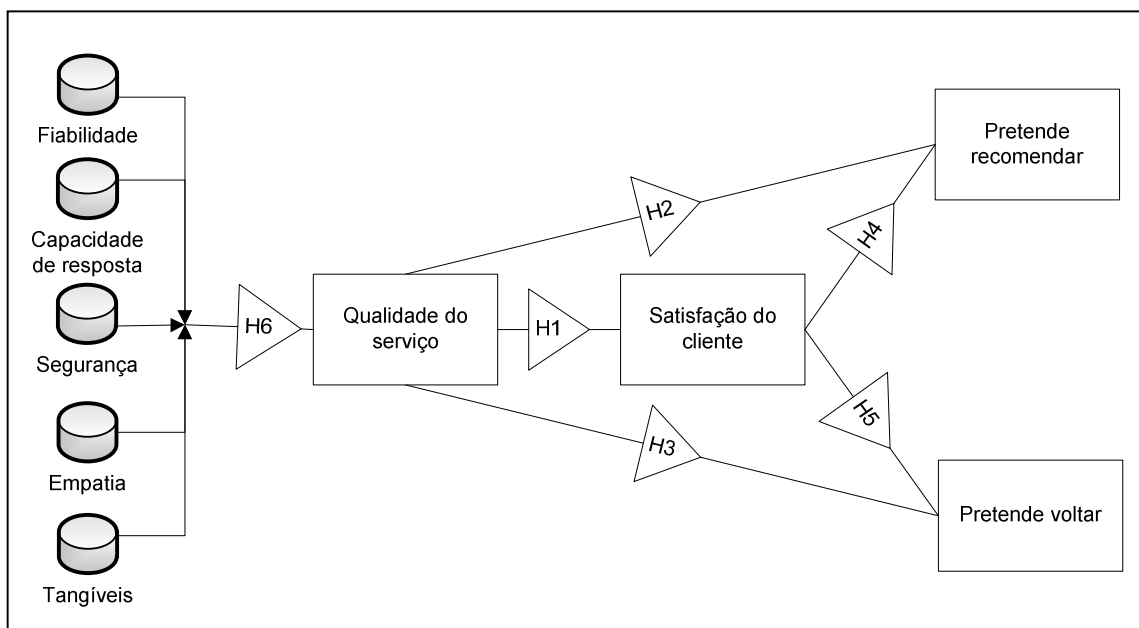 Fiabilidade
Capacidade
de resposta
Segurança
Empatia
Tangíveis
H6
Qualidade do
serviço
H1
Satisfação do
cliente
H2
H3
H4
H5
Pretende
recomendar
Pretende voltar